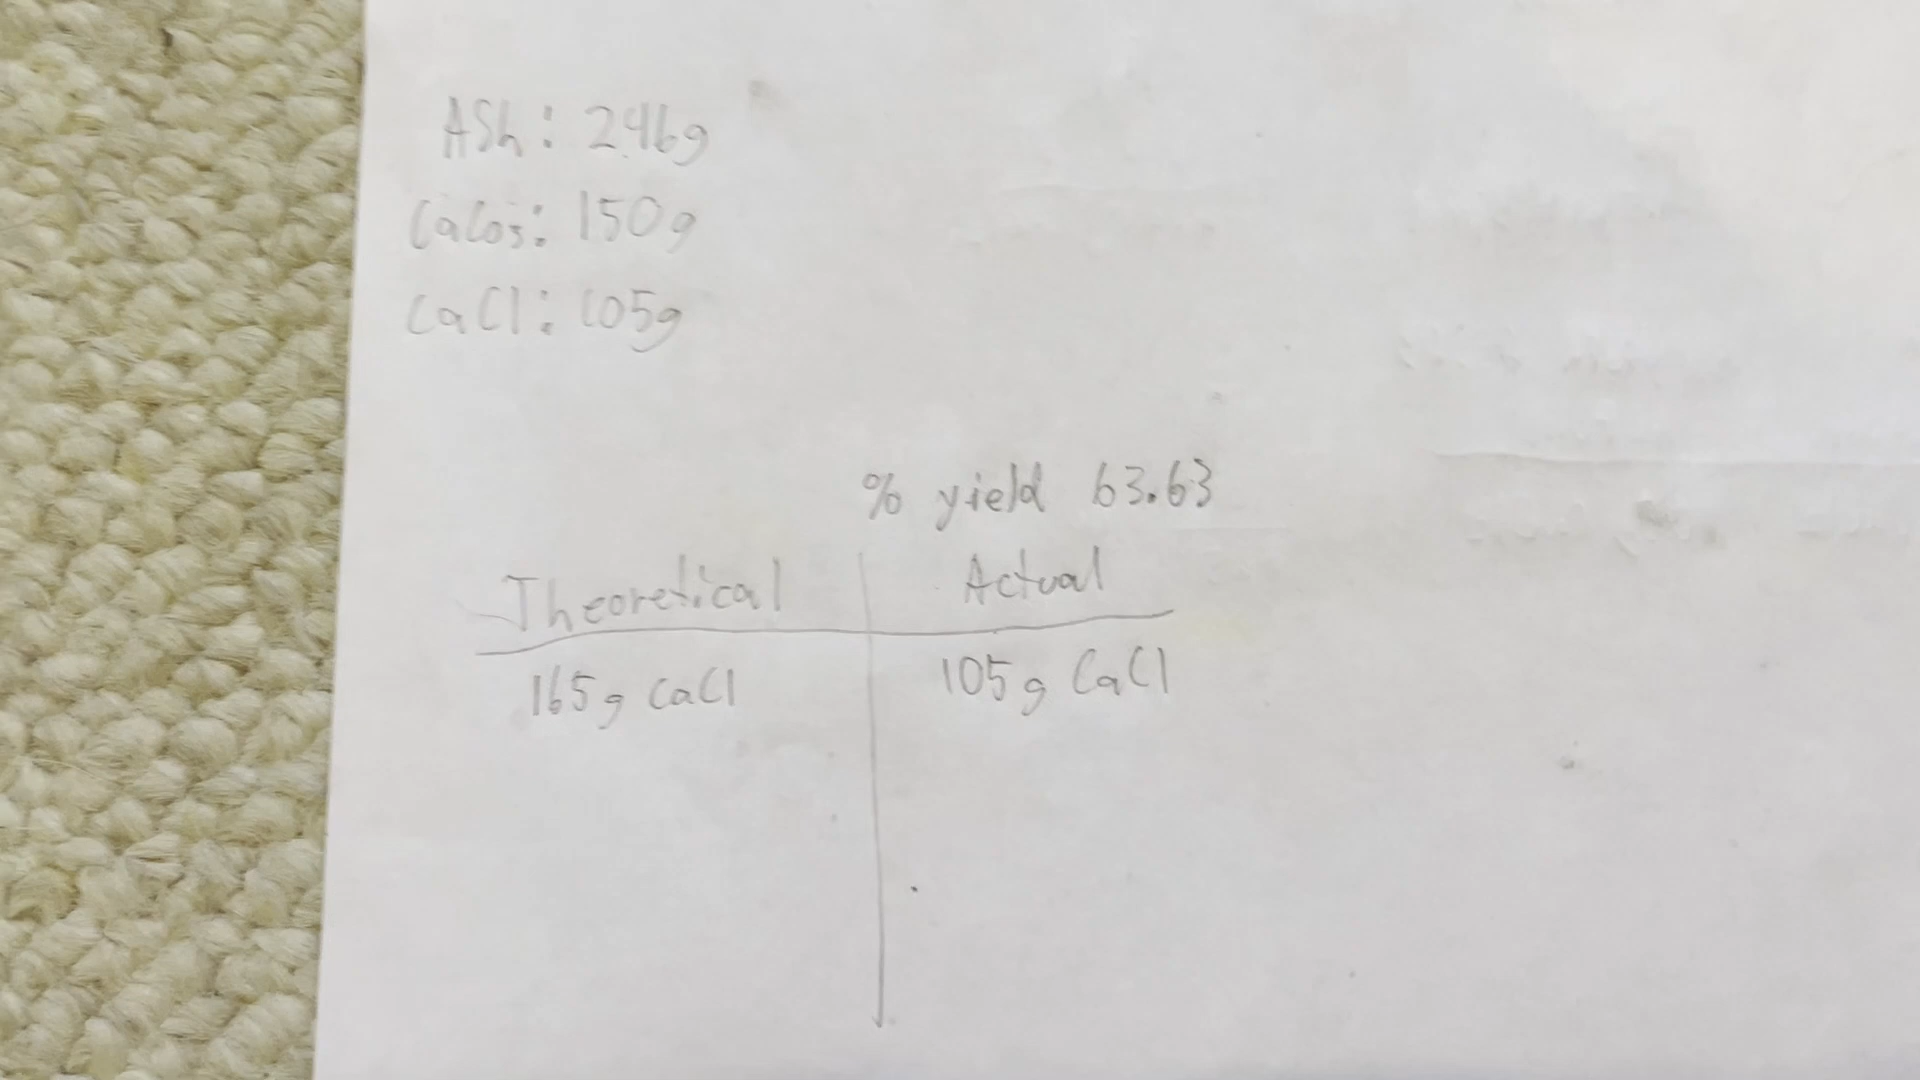 ASh: 246g
CaCo3: 150g
CaCl: 105g
% yield 63.63
Theoretical Actual
165g CaCl 105g CaCl